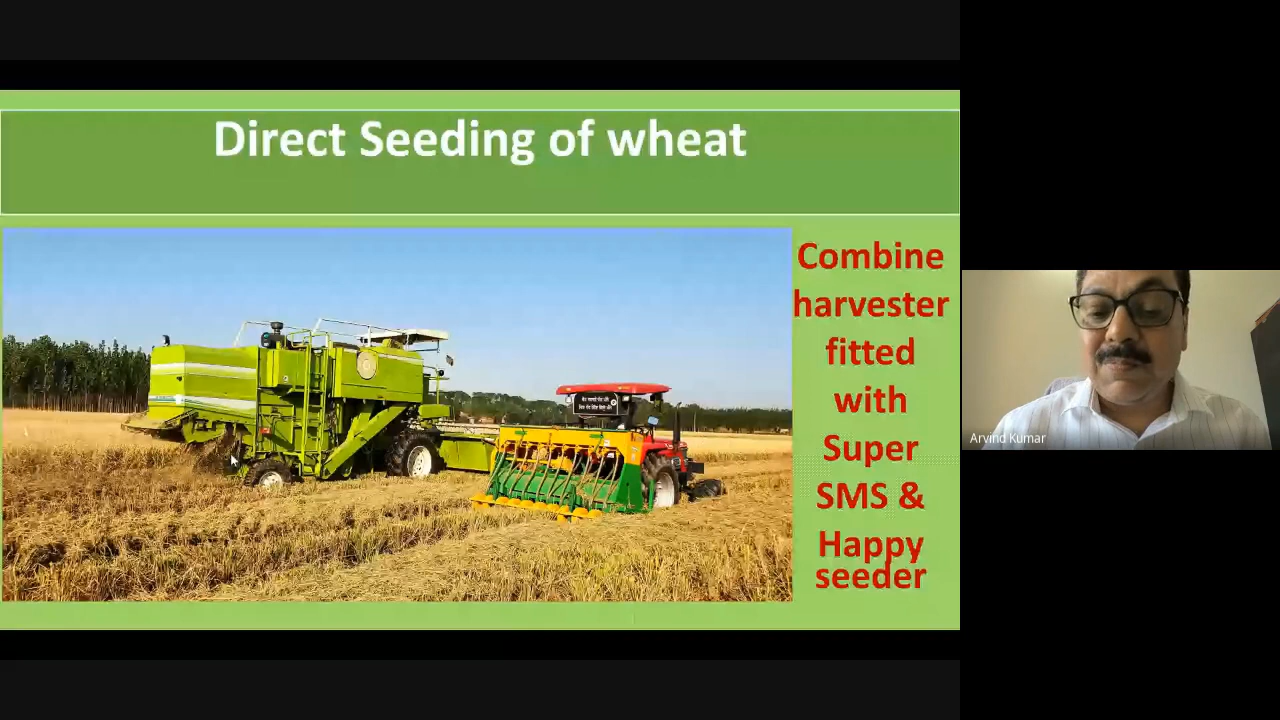 Direct Seeding of wheat
Combine
harvester
fitted
with
Super
SMS &
Happy
seeder
Arvind Kumar